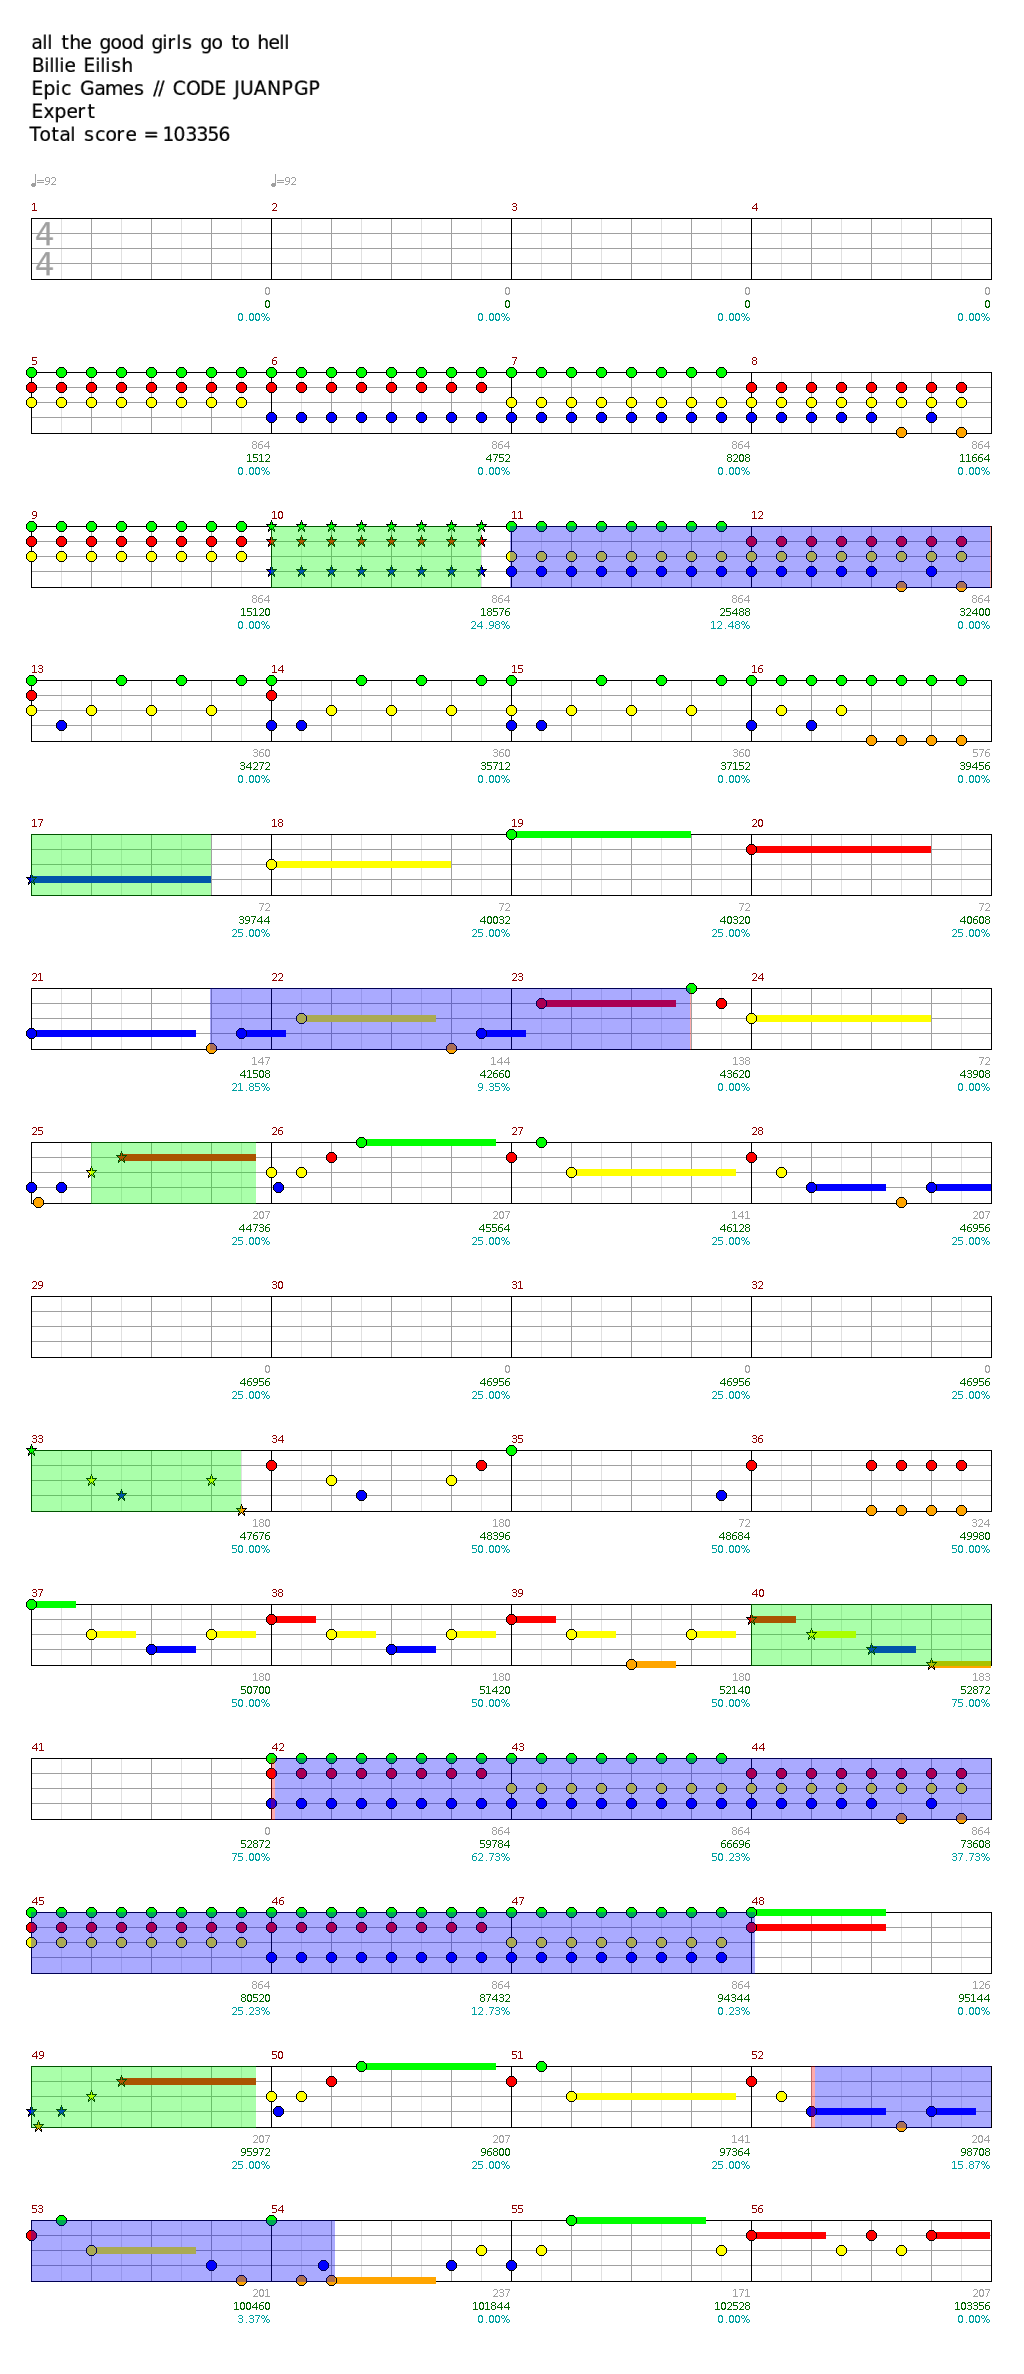 all the good girls go to hell
Billie Eilish
Epic Games // CODE JUANPGP
Expert
Total score = 103356
♩=92 ♩=92
1 2 3 4
4
4
0 0 0 0
0 0 0 0
0.00% 0.00% 0.00% 0.00%
5 6 7 8
864 864 864 864
1512 4752 8208 11664
0.00% 0.00% 0.00% 0.00%
9 10 11 12
864 864 864 864
15120 18576 25488 32400
0.00% 24.98% 12.48% 0.00%
13 14 15 16
360 360 360 576
34272 35712 37152 39456
0.00% 0.00% 0.00% 0.00%
17 18 19 20
72 72 72 72
39744 40032 40320 40608
25.00% 25.00% 25.00% 25.00%
21 22 23 24
147 144 138 72
41508 42660 43620 43908
21.85% 9.35% 0.00% 0.00%
25 26 27 28
207 207 141 207
44736 45564 46128 46956
25.00% 25.00% 25.00% 25.00%
29 30 31 32
0 0 0 0
46956 46956 46956 46956
25.00% 25.00% 25.00% 25.00%
33 34 35 36
180 180 72 324
47676 48396 48684 49980
50.00% 50.00% 50.00% 50.00%
37 38 39 40
180 180 180 183
50700 51420 52140 52872
50.00% 50.00% 50.00% 75.00%
41 42 43 44
0 864 864 864
52872 59784 66696 73608
75.00% 62.73% 50.23% 37.73%
45 46 47 48
864 864 864 126
80520 87432 94344 95144
25.23% 12.73% 0.23% 0.00%
49 50 51 52
207 207 141 204
95972 96800 97364 98708
25.00% 25.00% 25.00% 15.87%
53 54 55 56
201 237 171 207
100460 101844 102528 103356
3.37% 0.00% 0.00% 0.00%